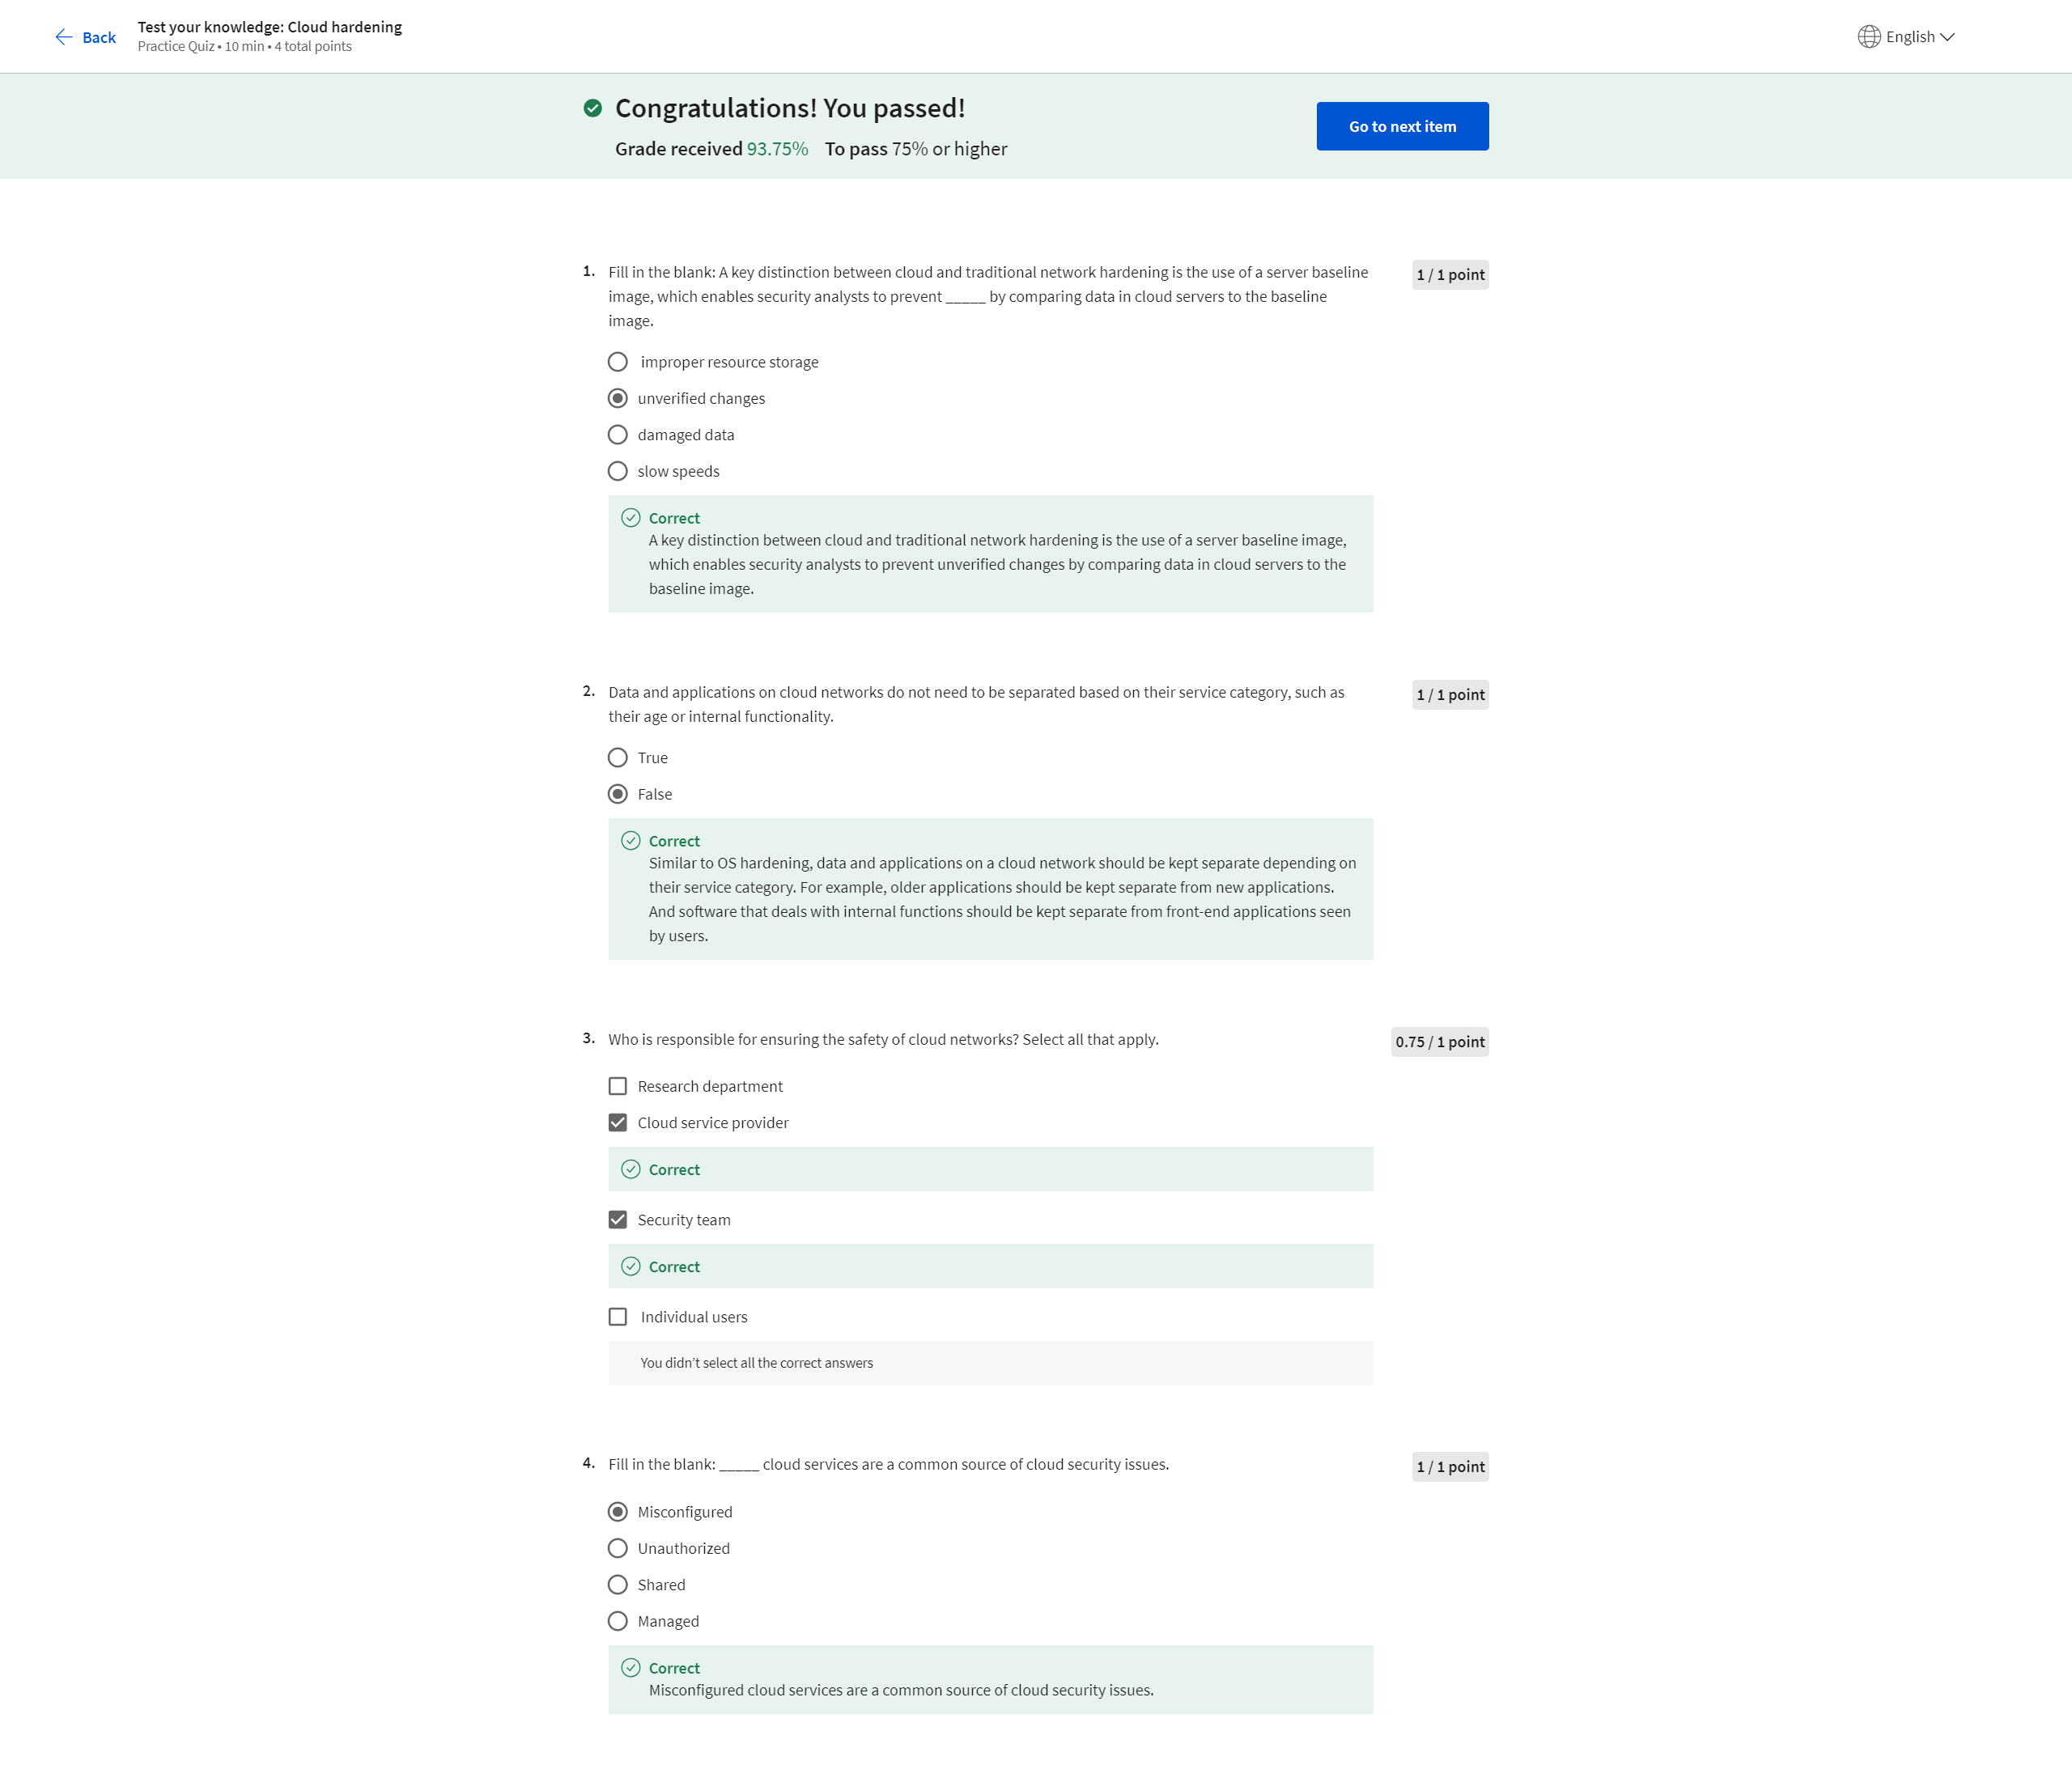 Back
Test your knowledge: Cloud hardening
Practice Quiz • 10 min • 4 total points
English
Congratulations! You passed!
Grade received 93.75% To pass 75% or higher
Go to next item
1. Fill in the blank: A key distinction between cloud and traditional network hardening is the use of a server baseline
image, which enables security analysts to prevent _____ by comparing data in cloud servers to the baseline
image.
1 / 1 point
improper resource storage
unverified changes
damaged data
slow speeds
Correct
A key distinction between cloud and traditional network hardening is the use of a server baseline image,
which enables security analysts to prevent unverified changes by comparing data in cloud servers to the
baseline image.
2. Data and applications on cloud networks do not need to be separated based on their service category, such as
their age or internal functionality.
1 / 1 point
True
False
Correct
Similar to OS hardening, data and applications on a cloud network should be kept separate depending on
their service category. For example, older applications should be kept separate from new applications.
And software that deals with internal functions should be kept separate from front-end applications seen
by users.
3. Who is responsible for ensuring the safety of cloud networks? Select all that apply.
0.75 / 1 point
Research department
Cloud service provider
Correct
Security team
Correct
Individual users
You didn't select all the correct answers
4. Fill in the blank: _____ cloud services are a common source of cloud security issues.
1 / 1 point
Misconfigured
Unauthorized
Shared
Managed
Correct
Misconfigured cloud services are a common source of cloud security issues.